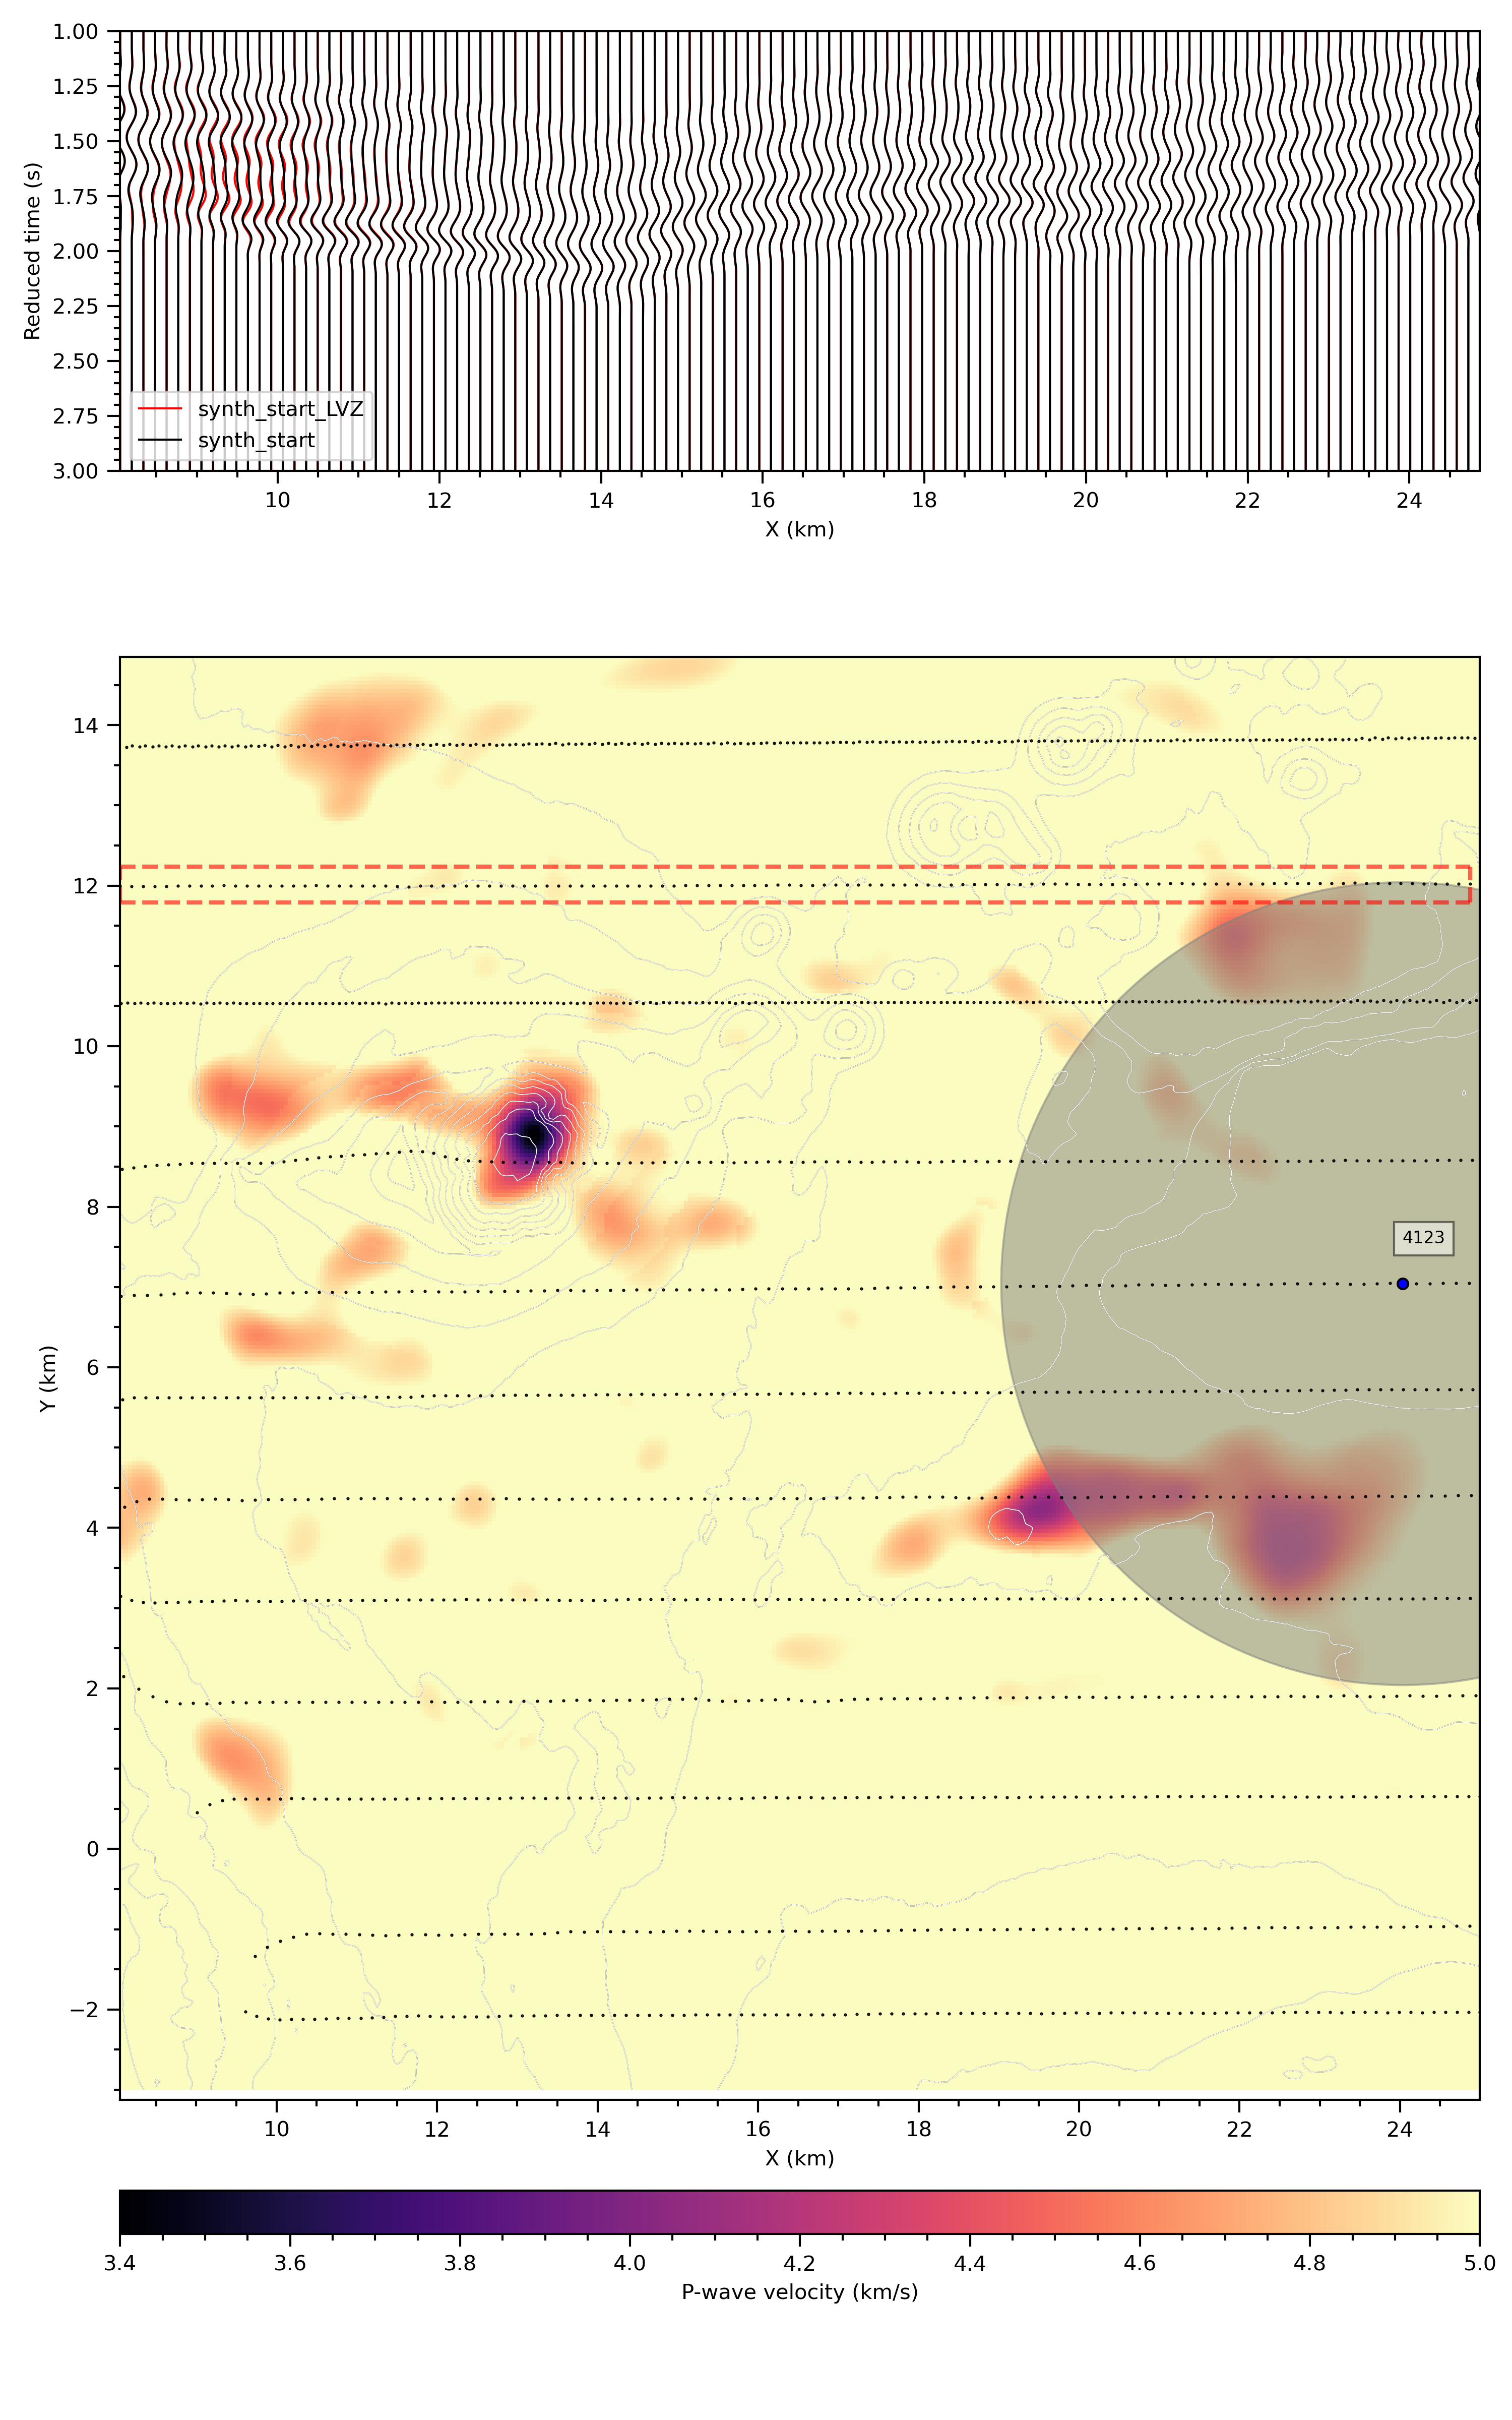 1.00
1.25
1.50
1.75
2.00
2.25
2.50
2.75
3.00
Reduced time (s)
synth_start_LVZ
synth_start
10 12 14 16 18 20 22 24
X (km)
14
12
10
8
6
4
2
0
−2
Y (km)
4123
10 12 14 16 18 20 22 24
X (km)
3.4 3.6 3.8 4.0 4.2 4.4 4.6 4.8 5.0
P-wave velocity (km/s)